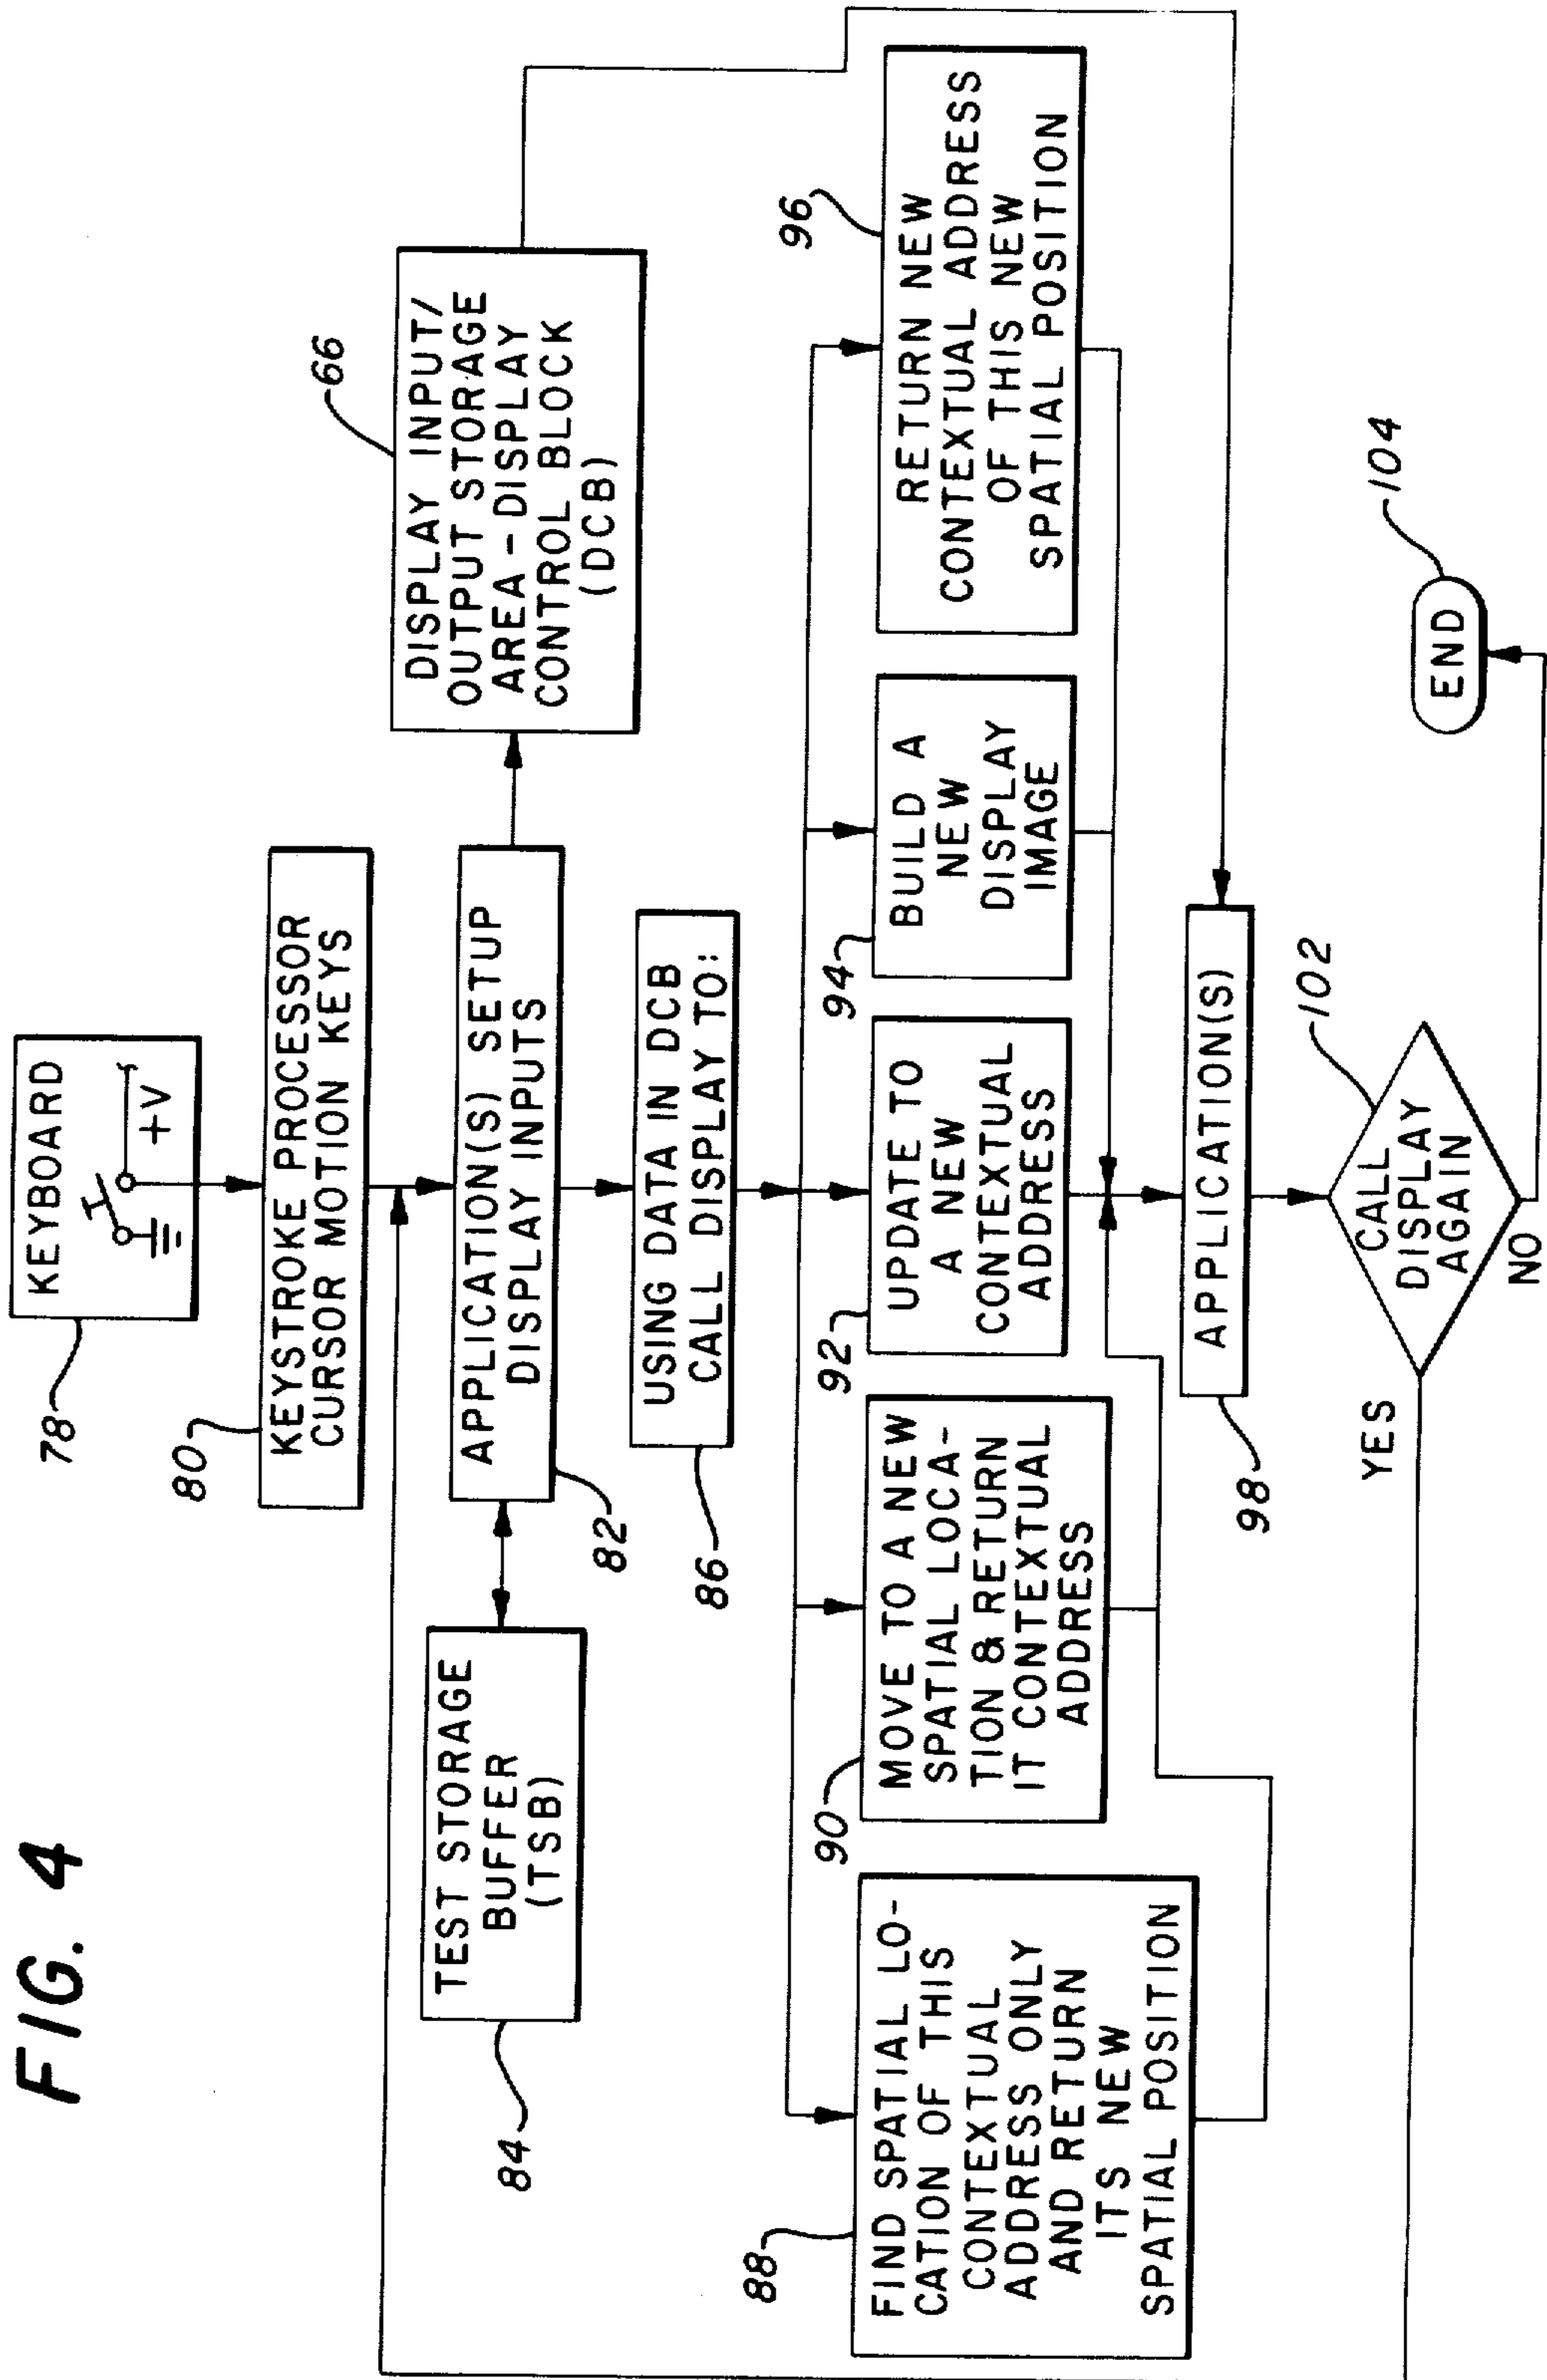 FIG. 4
KEYBOARD
+V
78
80
KEYSTROKE PROCESSOR
CURSOR MOTION KEYS
66
DISPLAY INPUT/
OUTPUT STORAGE
AREA-DISPLAY
CONTROL BLOCK
(DCB)
84
TEST STORAGE
BUFFER
(TSB)
82
APPLICATION(S) SETUP
DISPLAY INPUTS
86
USING DATA IN DCB
CALL DISPLAY TO:
88
FIND SPATIAL LO-
CATION OF THIS
CONTEXTUAL
ADDRESS ONLY
AND RETURN
ITS NEW
SPATIAL POSITION
90
MOVE TO A NEW
SPATIAL LOCA-
TION & RETURN
IT CONTEXTUAL
ADDRESS
92
UPDATE TO
A NEW
CONTEXTUAL
ADDRESS
94
BUILD A
NEW
DISPLAY
IMAGE
96
RETURN NEW
CONTEXTUAL ADDRESS
OF THIS NEW
SPATIAL POSITION
98
APPLICATION(S)
102
CALL
DISPLAY
AGAIN
YES
NO
104
END